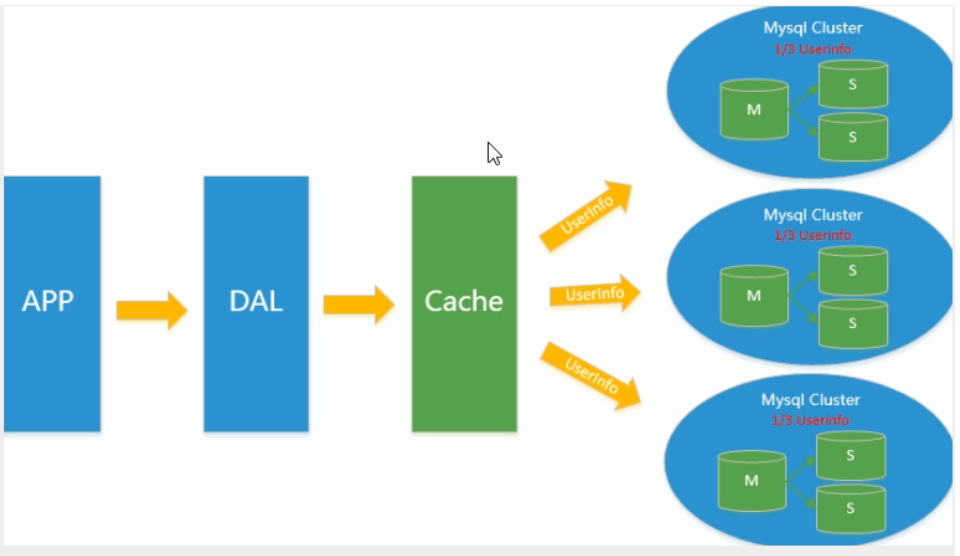 APP
DAL
Cache
UserInfo
UserInfo
UserInfo
Mysql Cluster
1/3 Userinfo
M
S
S
Mysql Cluster
1/3 Userinfo
M
S
S
Mysql Cluster
1/3 Userinfo
M
S
S